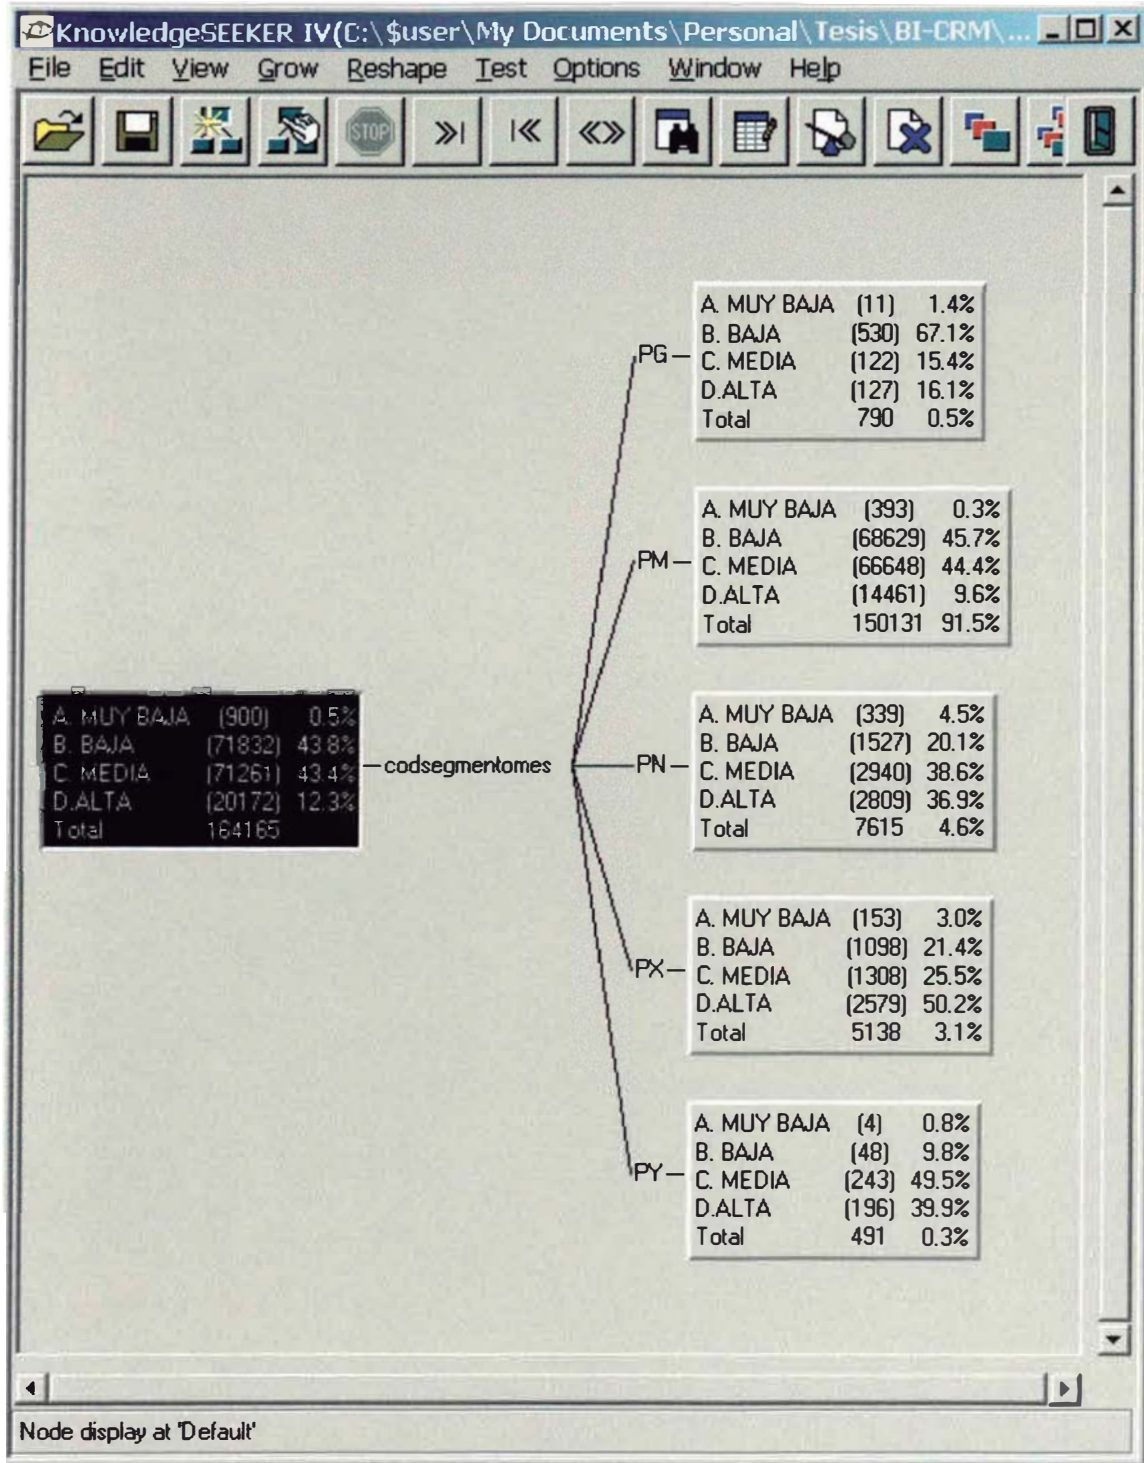 KnowledgeSEEKER IV(C:\$user\My Documents\Personal\Tesis\BI-CRM\...
File Edit View Grow Reshape Test Options Window Help
STOP
A. MUY BAJA (11) 1.4%
B. BAJA (530) 67.1%
PG C. MEDIA (122) 15.4%
D.ALTA (127) 16.1%
Total 790 0.5%
A. MUY BAJA (393) 0.3%
B. BAJA (68629) 45.7%
PM C. MEDIA (66648) 44.4%
D.ALTA (14461) 9.6%
Total 150131 91.5%
A. MUY BAJA (900) 0.5%
B. BAJA (71832) 43.8%
C. MEDIA (71261) 43.4%
D.ALTA (20172) 12.3%
Total 164165
codsegmentomes
A. MUY BAJA (339) 4.5%
B. BAJA (1527) 20.1%
PN C. MEDIA (2940) 38.6%
D.ALTA (2809) 36.9%
Total 7615 4.6%
A. MUY BAJA (153) 3.0%
B. BAJA (1098) 21.4%
PX C. MEDIA (1308) 25.5%
D.ALTA (2579) 50.2%
Total 5138 3.1%
A. MUY BAJA (4) 0.8%
B. BAJA (48) 9.8%
PY C. MEDIA (243) 49.5%
D.ALTA (196) 39.9%
Total 491 0.3%
Node display at 'Default'